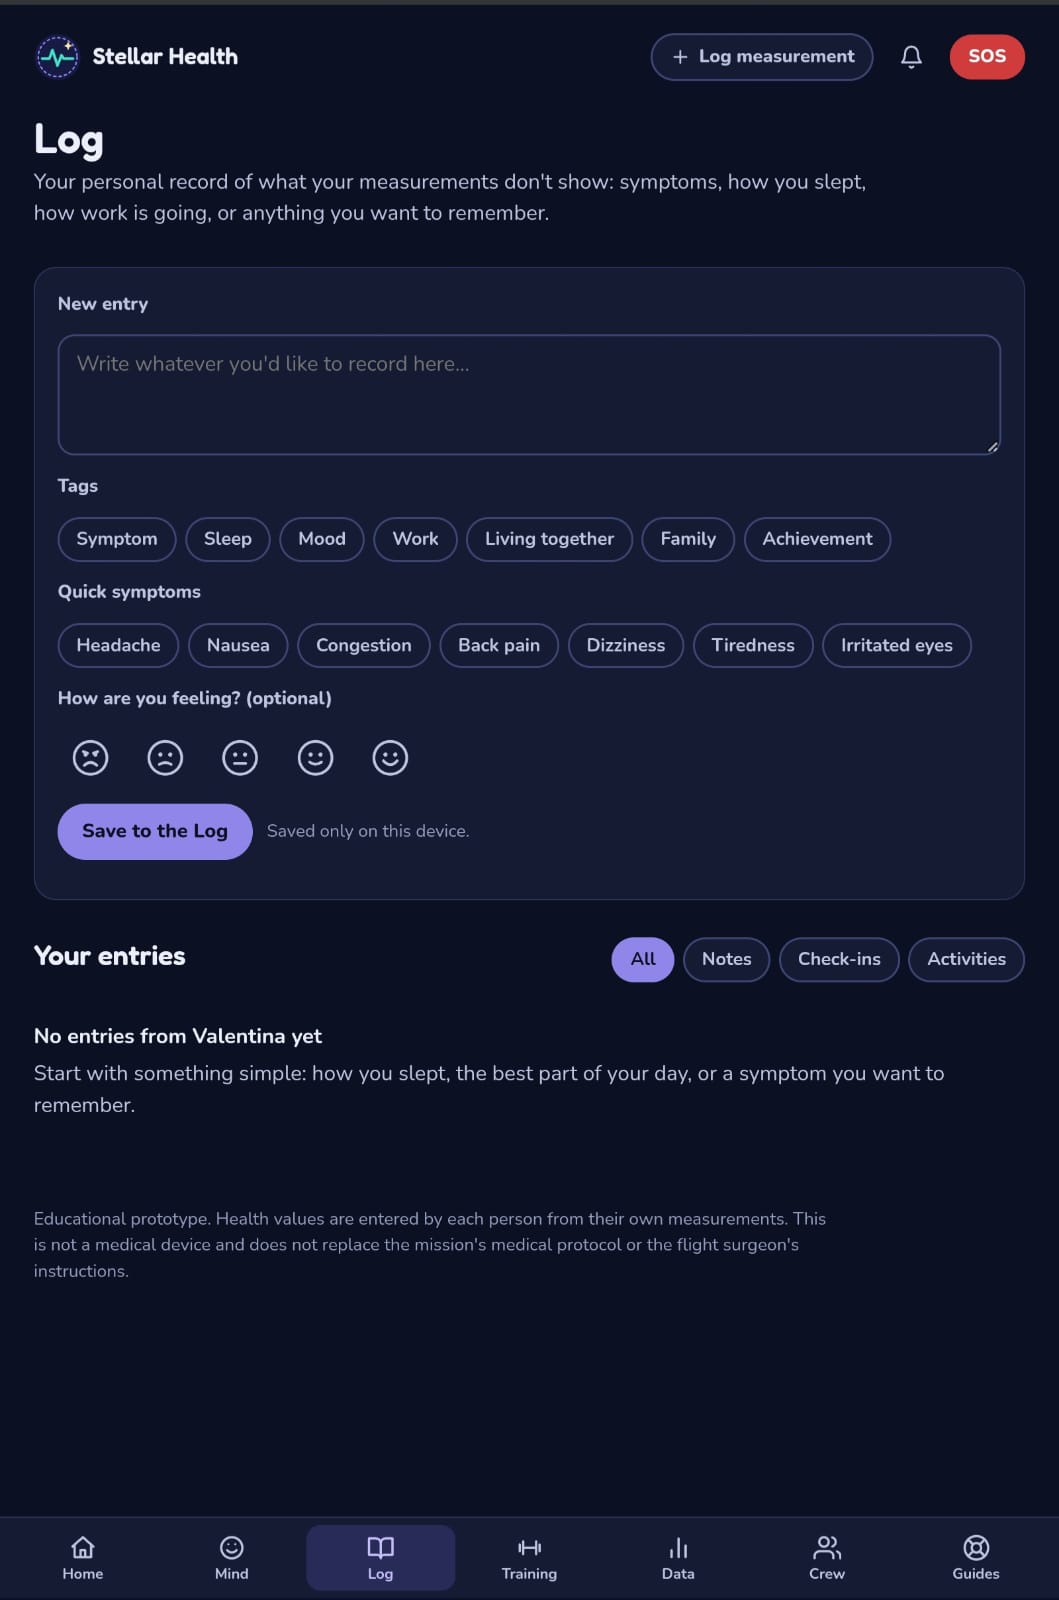 Stellar Health
Log measurement
SOS
Log
Your personal record of what your measurements don't show: symptoms, how you slept,
how work is going, or anything you want to remember.
New entry
Write whatever you'd like to record here...
Tags
Symptom Sleep Mood Work Living together Family Achievement
Quick symptoms
Headache Nausea Congestion Back pain Dizziness Tiredness Irritated eyes
How are you feeling? (optional)
Save to the Log Saved only on this device.
Your entries
All Notes Check-ins Activities
No entries from Valentina yet
Start with something simple: how you slept, the best part of your day, or a symptom you want to
remember.
Educational prototype. Health values are entered by each person from their own measurements. This
is not a medical device and does not replace the mission's medical protocol or the flight surgeon's
instructions.
Home Mind Log Training Data Crew Guides